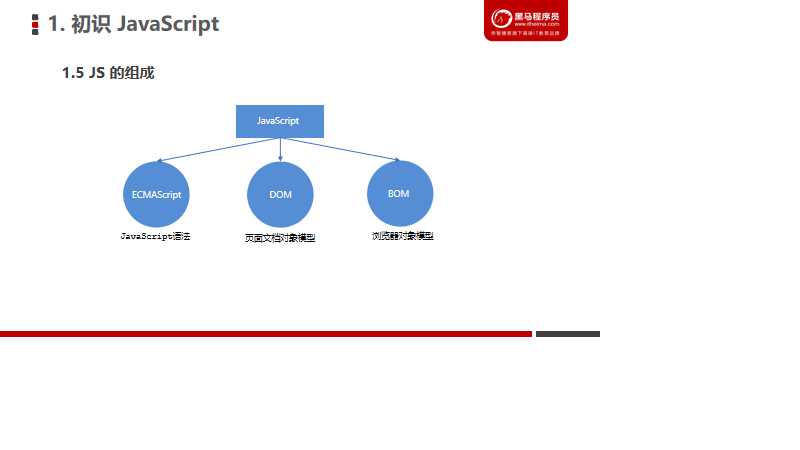 1. 初识 JavaScript
黑马程序员
www.itheima.com
传智播客旗下高端IT教育品牌
1.5 JS 的组成
JavaScript
ECMAScript
DOM
BOM
JavaScript语法
页面文档对象模型
浏览器对象模型